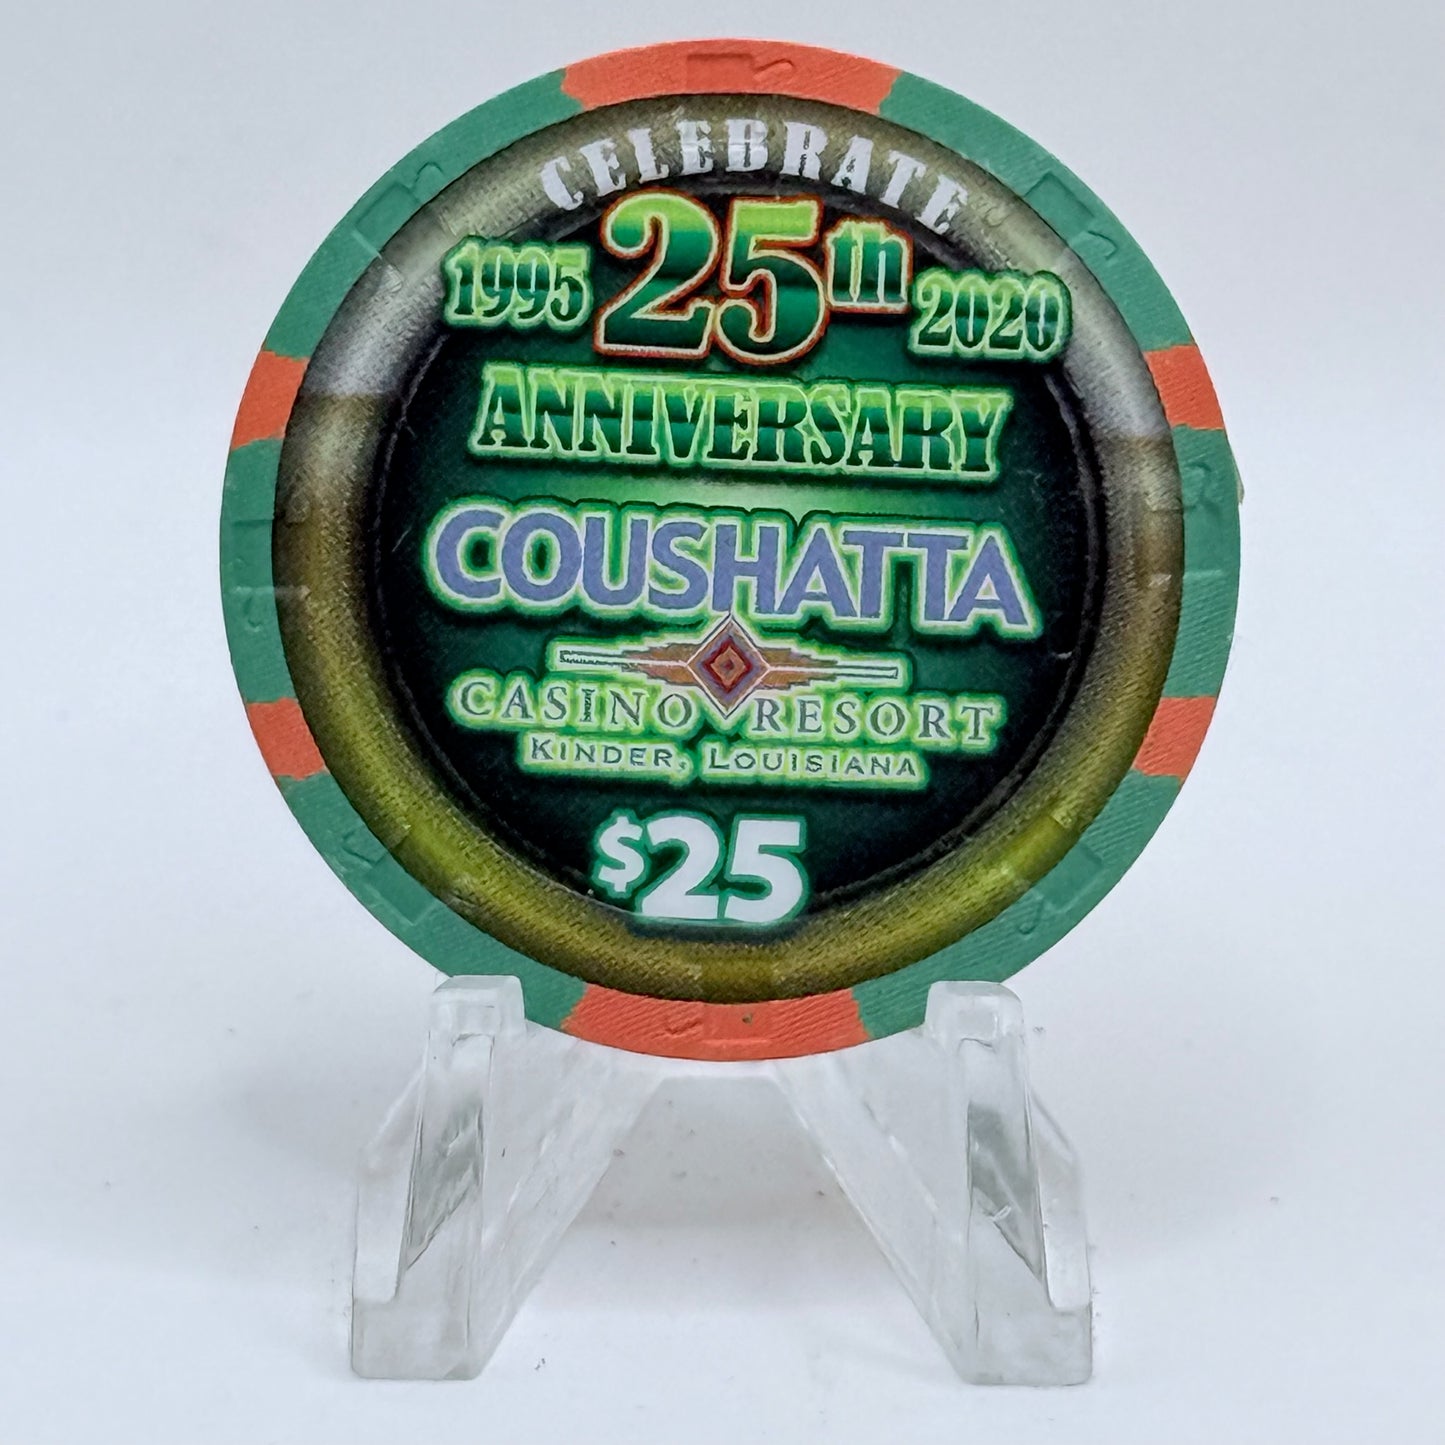 CELEBRATE
1995 25th 2020
ANNIVERSARY
COUSHATTA
CASINO RESORT
KINDER, LOUISIANA
$25